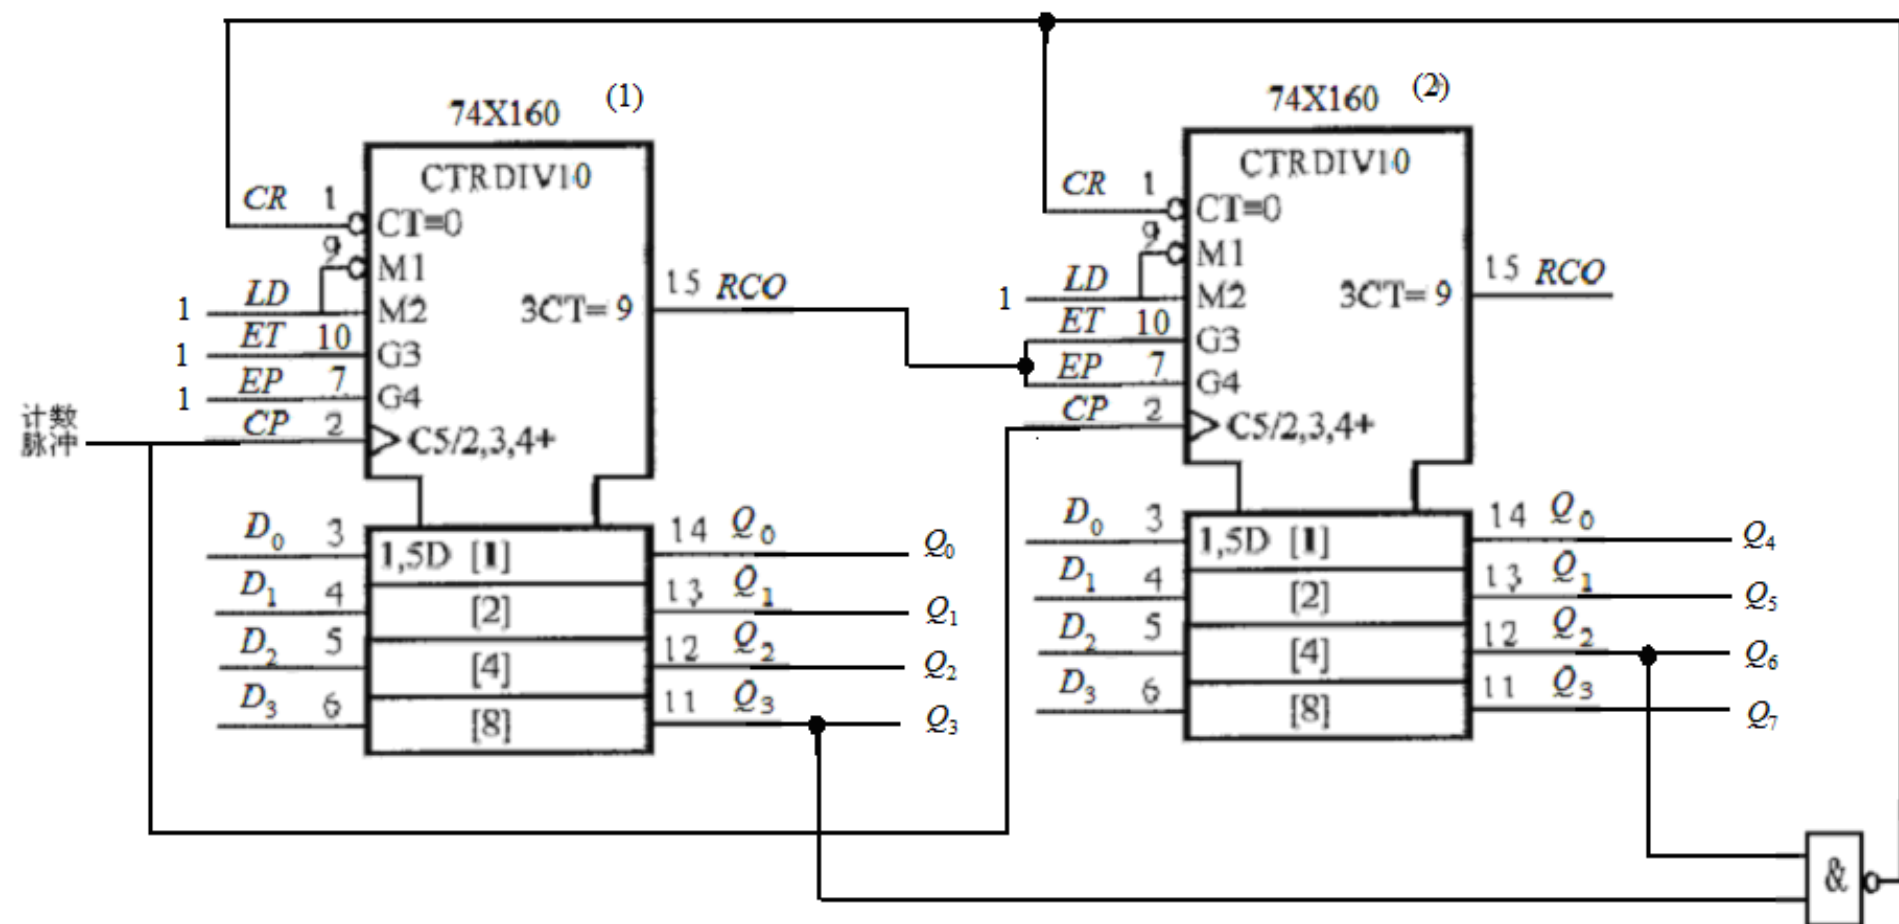 74X160 (1)
CTRDIV10
CR 1
CT=0
9
M1
1 LD
M2
1 ET 10
G3
1 EP 7
G4
计数
脉冲
CP 2
C5/2,3,4+
3CT= 9
15 RCO
D0 3
1,5D [1]
14 Q0
Q0
D1 4
[2]
13 Q1
Q1
D2 5
[4]
12 Q2
Q2
D3 6
[8]
11 Q3
Q3
74X160 (2)
CTRDIV10
CR 1
CT=0
9
M1
1 LD
M2
ET 10
G3
EP 7
G4
CP 2
C5/2,3,4+
3CT= 9
15 RCO
D0 3
1,5D [1]
14 Q0
Q4
D1 4
[2]
13 Q1
Q5
D2 5
[4]
12 Q2
Q6
D3 6
[8]
11 Q3
Q7
&